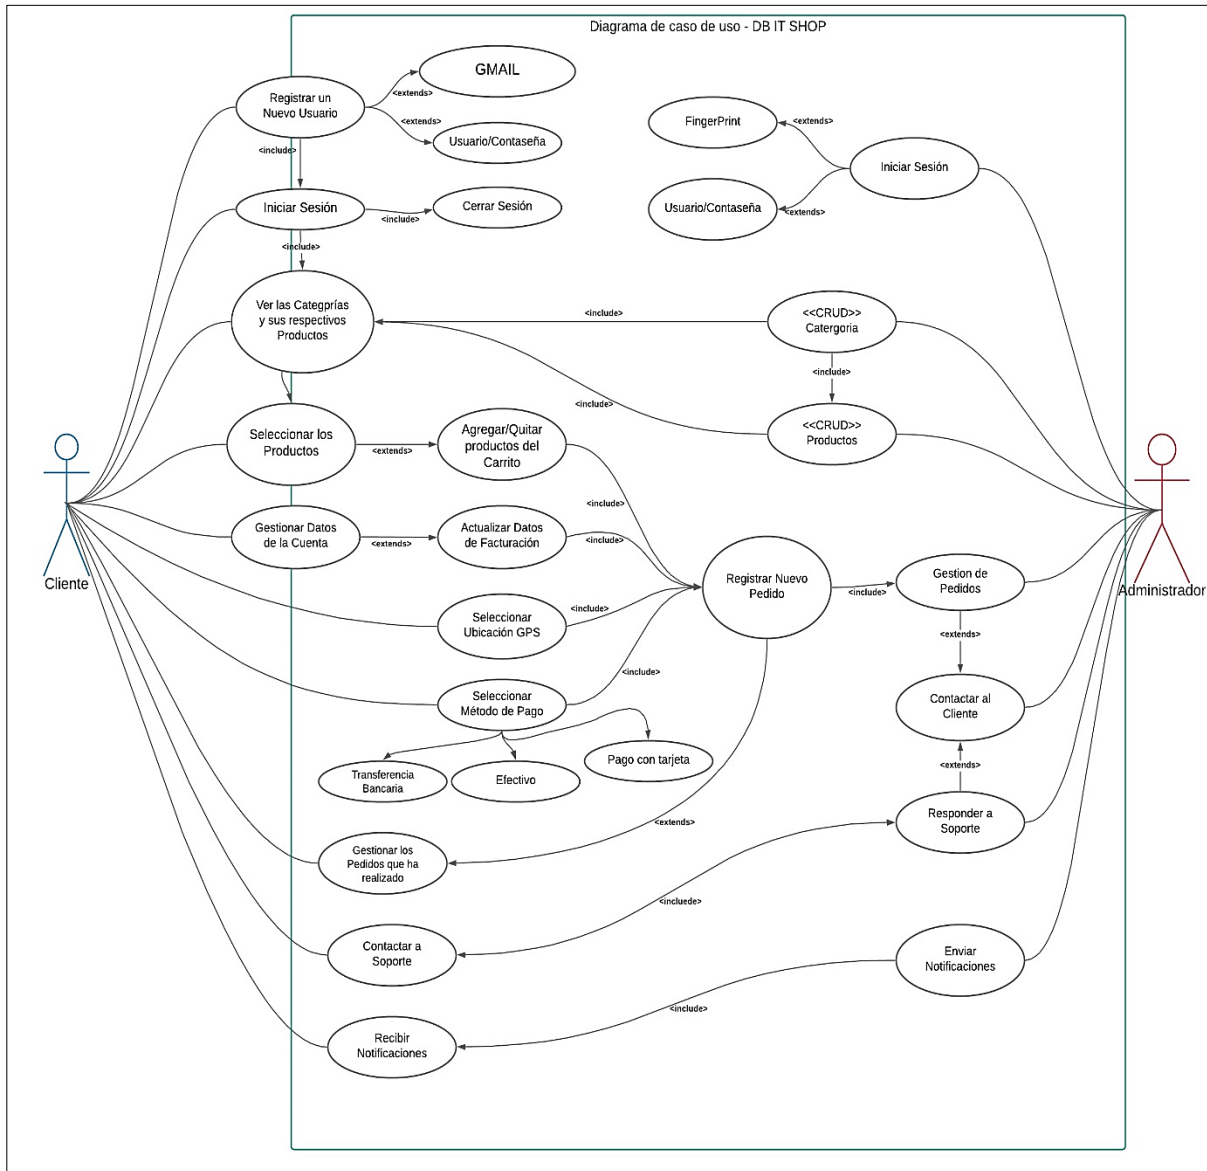 Diagrama de caso de uso - DB IT SHOP
GMAIL
Registrar un
Nuevo Usuario
<extends>
<extends>
Usuario/Contaseña
<include>
Iniciar Sesión
<include>
Cerrar Sesión
<include>
FingerPrint
<extends>
Iniciar Sesión
Usuario/Contaseña
<extends>
Ver las Categprías
y sus respectivos
Productos
<include>
<<CRUD>>
Catergoria
<include>
<include>
<<CRUD>>
Productos
Seleccionar los
Productos
<extends>
Agregar/Quitar
productos del
Carrito
<include>
Cliente
Gestionar Datos
de la Cuenta
<extends>
Actualizar Datos
de Facturación
<include>
Registrar Nuevo
Pedido
<include>
Gestion de
Pedidos
Administrador
Seleccionar
Ubicación GPS
<include>
<extends>
Seleccionar
Método de Pago
<include>
Contactar al
Cliente
Transferencia
Bancaria
Efectivo
Pago con tarjeta
<extends>
Responder a
Soporte
<extends>
Gestionar los
Pedidos que ha
realizado
<incluede>
Contactar a
Soporte
Enviar
Notificaciones
<include>
Recibir
Notificaciones